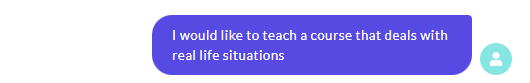 I would like to teach a course that deals with
real life situations